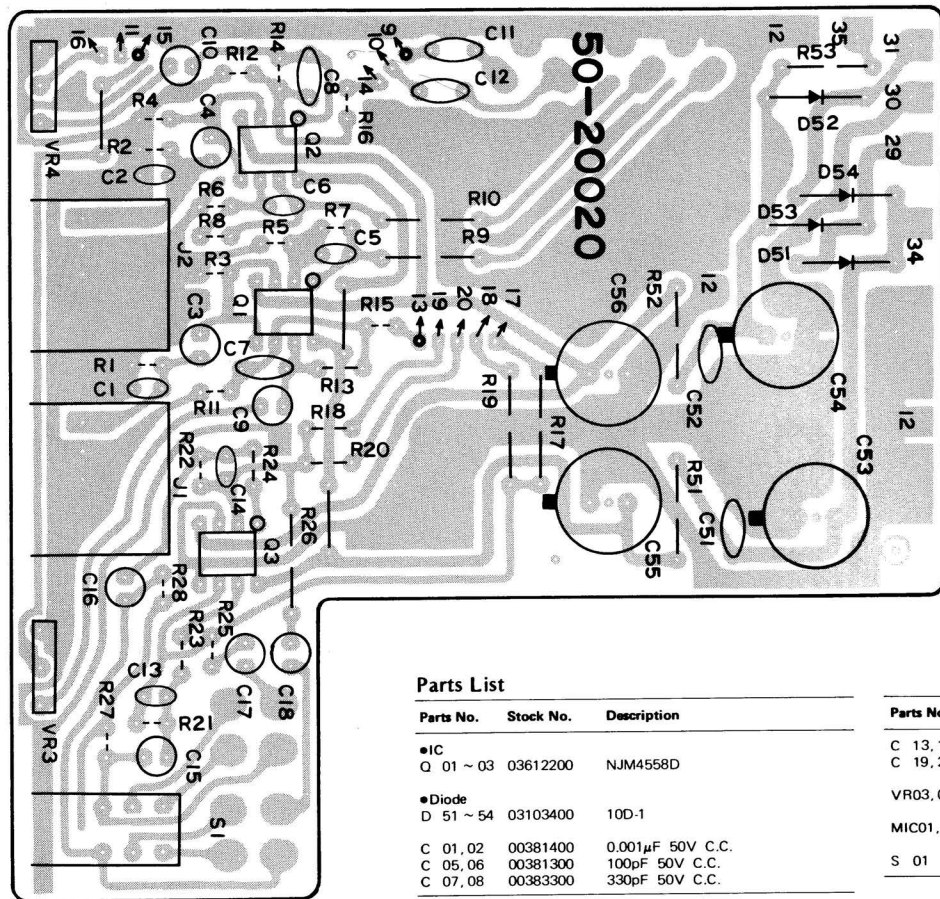 16
11
15
C10
R12
R14
C8
14
10
9
C11
C12
50-20020
12
R53
35
31
30
29
34
D52
D54
D53
D51
VR4
R4
C4
R2
C2
Q2
R16
R6
R8
R5
R3
J2
C6
R7
C5
R10
R9
Q1
C3
C7
R15
13
19
20
18
17
C56
R52
12
R1
C1
R11
C9
R13
R18
R19
R17
C52
C54
12
R22
J1
C14
R24
R20
R51
C51
C53
Q3
R26
C55
C16
R28
R23
R25
C13
C17
C18
R27
R21
C15
VR3
S1
Parts List
Parts No. Stock No. Description
●IC
Q 01 ~ 03 03612200 NJM4558D
●Diode
D 51 ~ 54 03103400 10D-1
C 01, 02 00381400 0.001μF 50V C.C.
C 05, 06 00381300 100pF 50V C.C.
C 07, 08 00383300 330pF 50V C.C.
Parts No
C 13,
C 19,
VR03,
MIC01,
S 01